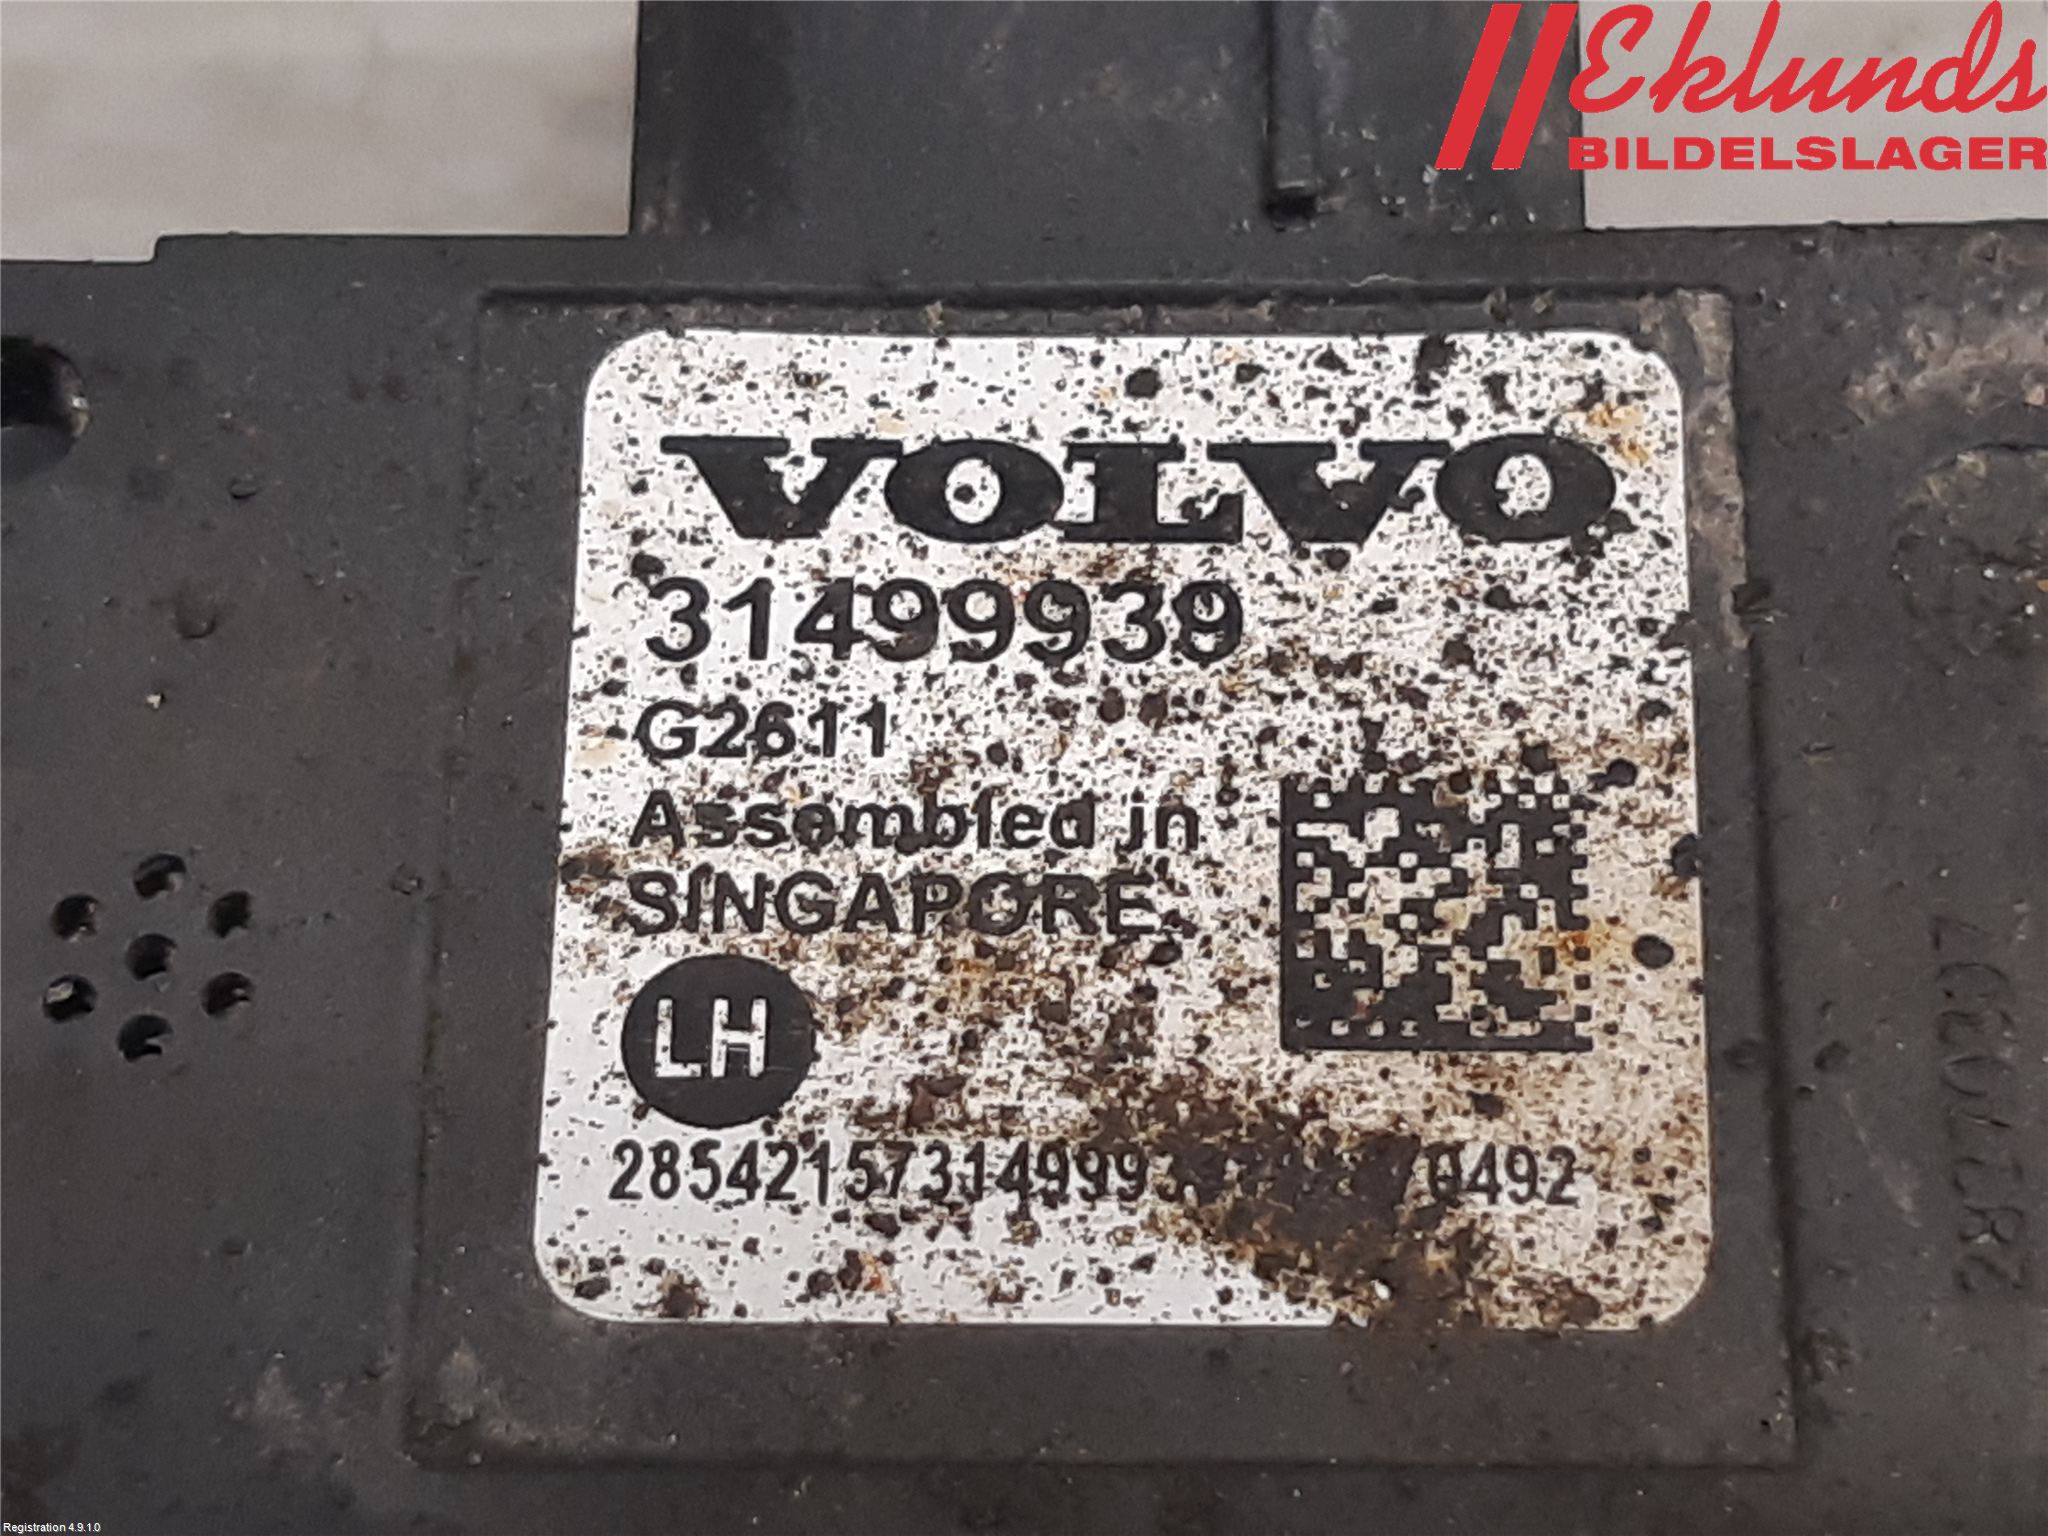 Eklunds
BILDELSLAGER
VOLVO
31499939
G2611
Assembled in
SINGAPORE
LH
Registration 4.9.1.0